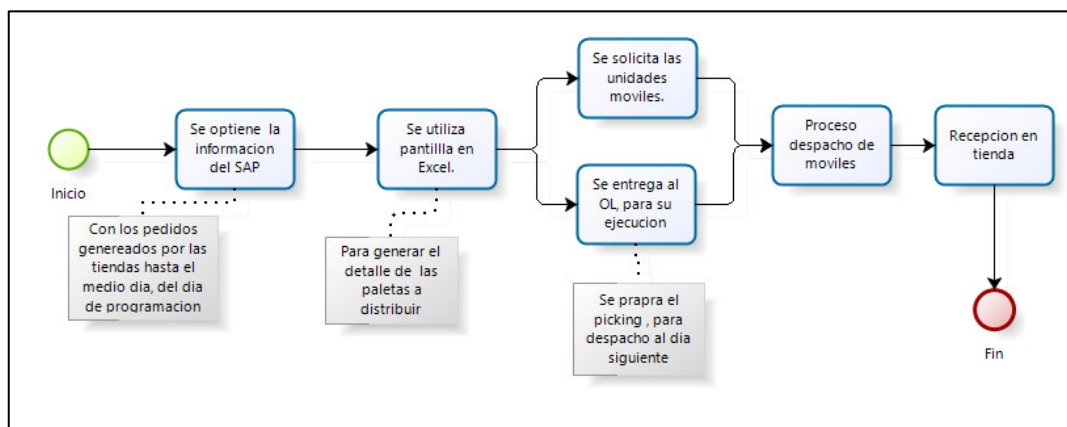 Inicio
Se optiene la
informacion
del SAP
Con los pedidos
genereados por las
tiendas hasta el
medio dia, del dia
de programacion
Se utiliza
pantillla en
Excel.
Para generar el
detalle de las
paletas a
distribuir
Se solicita las
unidades
moviles.
Se entrega al
OL, para su
ejecucion
Se prapra el
picking , para
despacho al dia
siguiente
Proceso
despacho de
moviles
Recepcion en
tienda
Fin